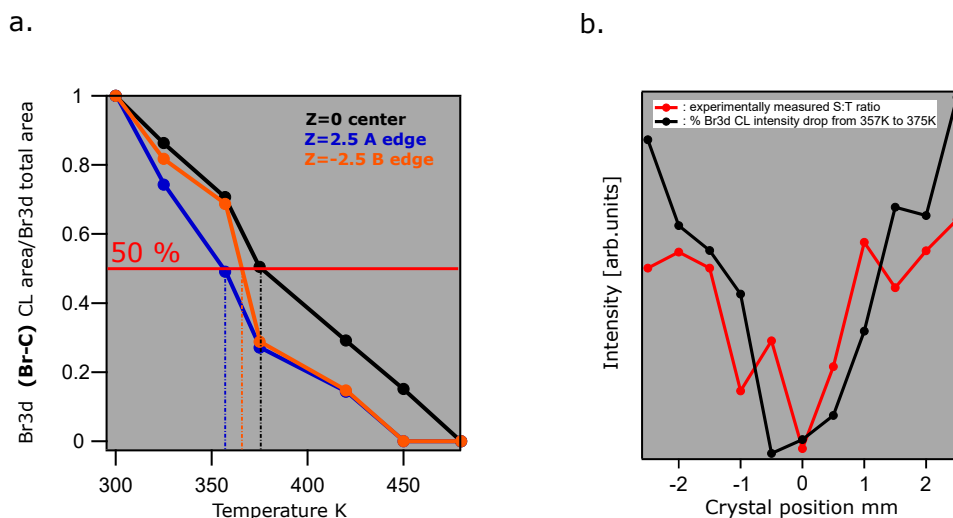 a.
Br3d (Br-C) CL area/Br3d total area
1
0.8
0.6
0.4
0.2
0
Z=0 center
Z=2.5 A edge
Z=-2.5 B edge
50 %
300
350
400
450
Temperature K
b.
Intensity [arb.units]
: experimentally measured S:T ratio
: % Br3d CL intensity drop from 357K to 375K
-2
-1
0
1
2
Crystal position mm